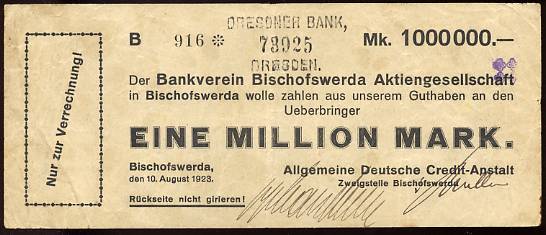 DRESDNER BANK,
B 916 * 73925 Mk. 1000000.—
DRESDEN.
Der Bankverein Bischofswerda Aktiengesellschaft
in Bischofswerda wolle zahlen aus unserem Guthaben an den
Ueberbringer
EINE MILLION MARK.
Bischofswerda,
den 10. August 1923.
Allgemeine Deutsche Credit-Anstalt
Zweigstelle Bischofswerda
Rückseite nicht girieren!
Nur zur Verrechnung!